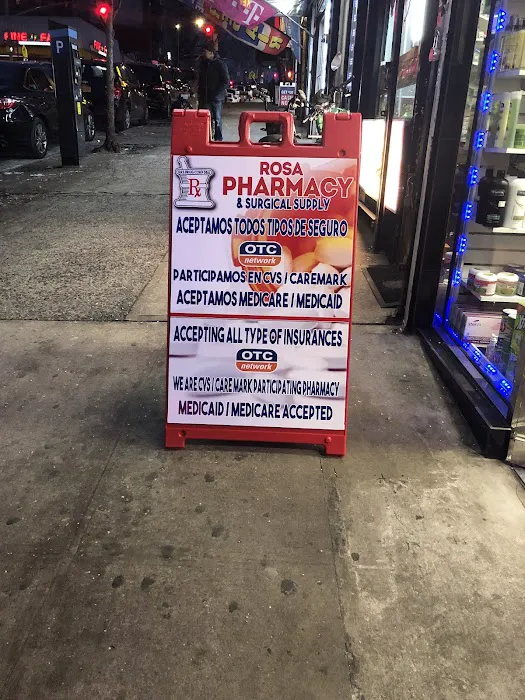 ROSA
PHARMACY
& SURGICAL SUPPLY
Rx
ACEPTAMOS TODOS TIPOS DE SEGURO
OTC
network
PARTICIPAMOS EN CVS / CAREMARK
ACEPTAMOS MEDICARE / MEDICAID
ACCEPTING ALL TYPE OF INSURANCES
OTC
network
WE ARE CVS / CARE MARK PARTICIPATING PHARMACY
MEDICAID / MEDICARE ACCEPTED
P
T